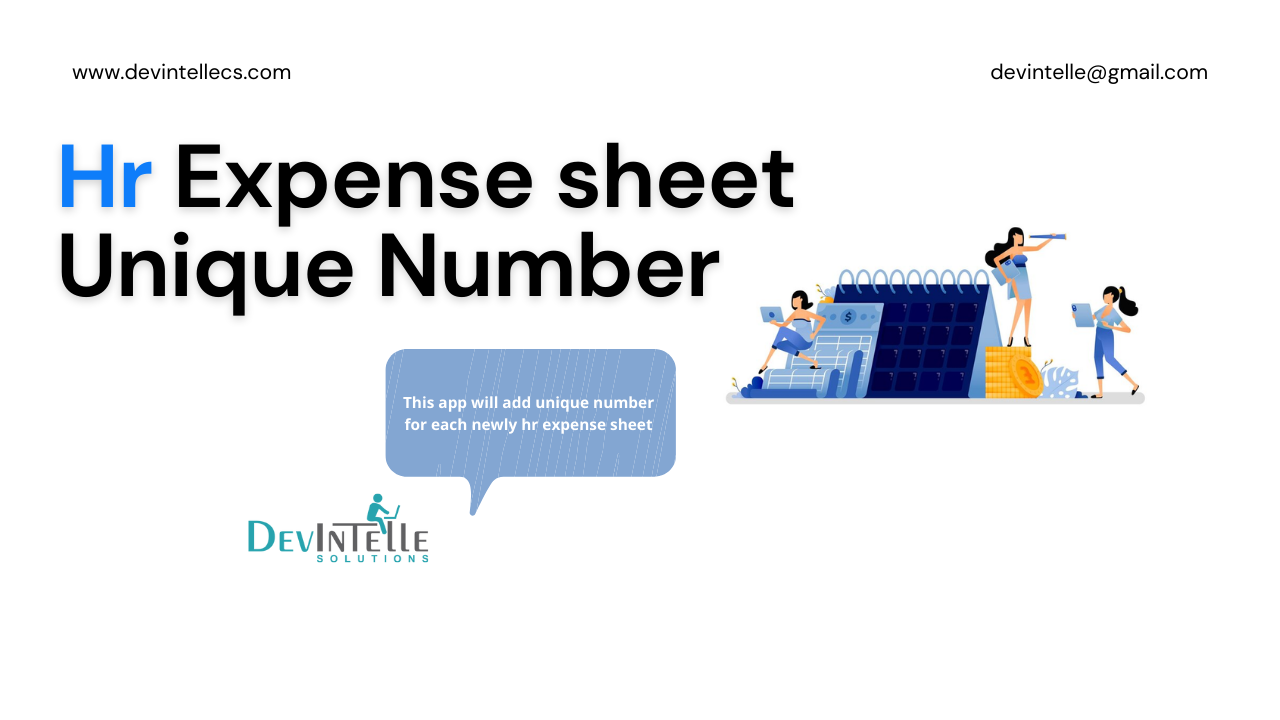 www.devintellecs.com
devintelle@gmail.com
Hr Expense sheet
Unique Number
$
This app will add unique number
for each newly hr expense sheet
DEVINTELLE
SOLUTIONS